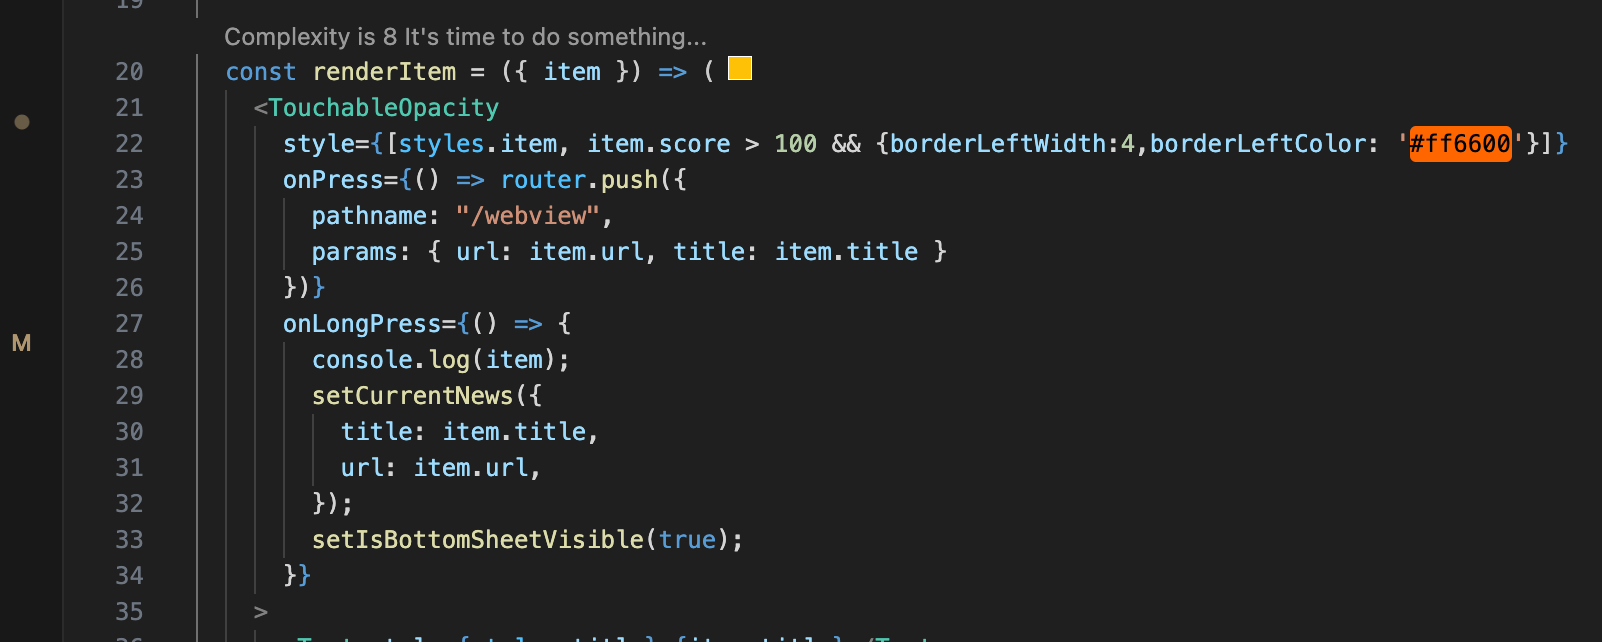 19
Complexity is 8 It's time to do something...
20 const renderItem = ({ item }) => (
21 <TouchableOpacity
22 style={[styles.item, item.score > 100 && {borderLeftWidth:4,borderLeftColor: '#ff6600'}]}
23 onPress={() => router.push({
24 pathname: "/webview",
25 params: { url: item.url, title: item.title }
26 })}
27 onLongPress={() => {
M
28 console.log(item);
29 setCurrentNews({
30 title: item.title,
31 url: item.url,
32 });
33 setIsBottomSheetVisible(true);
34 }}
35 >